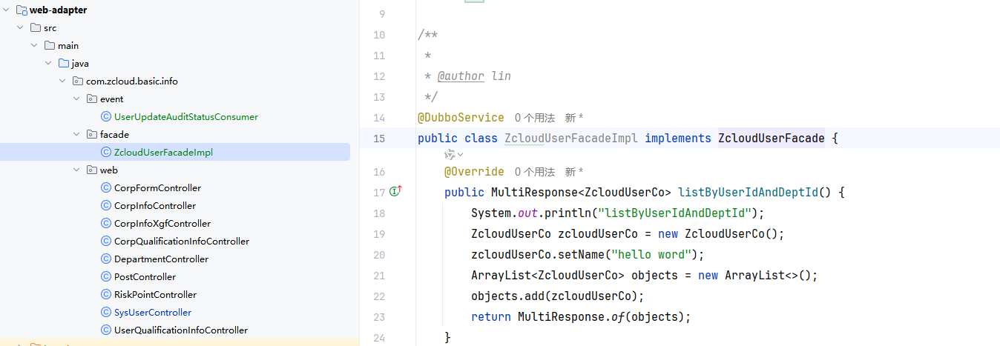 web-adapter
src
main
java
com.zcloud.basic.info
event
UserUpdateAuditStatusConsumer
facade
ZcloudUserFacadeImpl
web
CorpFormController
CorpInfoController
CorpInfoXgfController
CorpQualificationInfoController
DepartmentController
PostController
RiskPointController
SysUserController
UserQualificationInfoController
9
10 /**
11 *
12 * @author lin
13 */
14 @DubboService 0 个用法 新 *
15 public class ZcloudUserFacadeImpl implements ZcloudUserFacade {
16 @Override 0 个用法 新 *
17 public MultiResponse<ZcloudUserCo> listByUserIdAndDeptId() {
18 System.out.println("listByUserIdAndDeptId");
19 ZcloudUserCo zcloudUserCo = new ZcloudUserCo();
20 zcloudUserCo.setName("hello word");
21 ArrayList<ZcloudUserCo> objects = new ArrayList<>();
22 objects.add(zcloudUserCo);
23 return MultiResponse.of(objects);
24 }